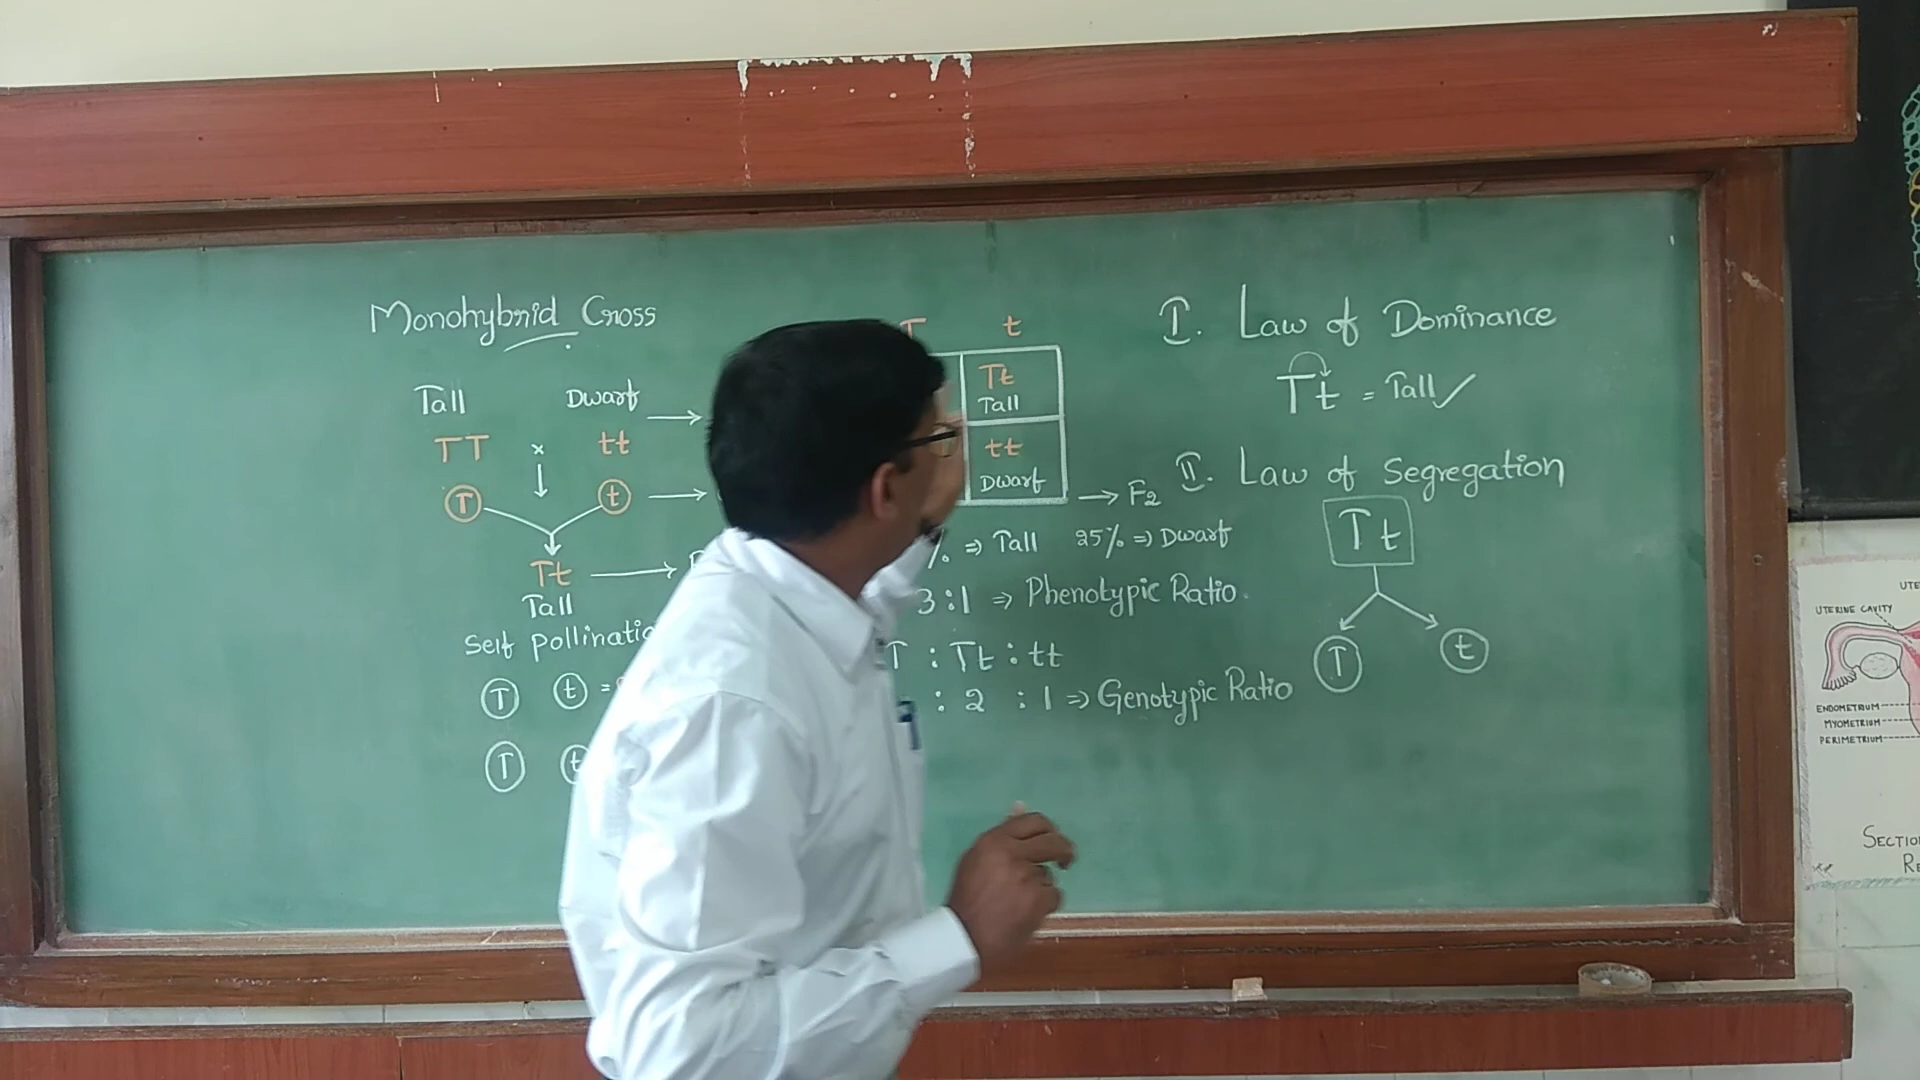 Monohybrid Cross
Tall Dwarf →
TT × tt
T t →
Tt →
Tall
Self pollinatio
T t =
T t
T t
Tt
Tall
tt
Dwarf
→ F2
% ⇒ Tall 25% ⇒ Dwarf
3:1 ⇒ Phenotypic Ratio.
T : Tt : tt
: 2 : 1 ⇒ Genotypic Ratio
I. Law of Dominance
Tt = Tall ✓
II. Law of Segregation
Tt
T t
UTE
UTERINE CAVITY
ENDOMETRIUM
MYOMETRIUM
PERIMETRIUM
SECTIO
RE